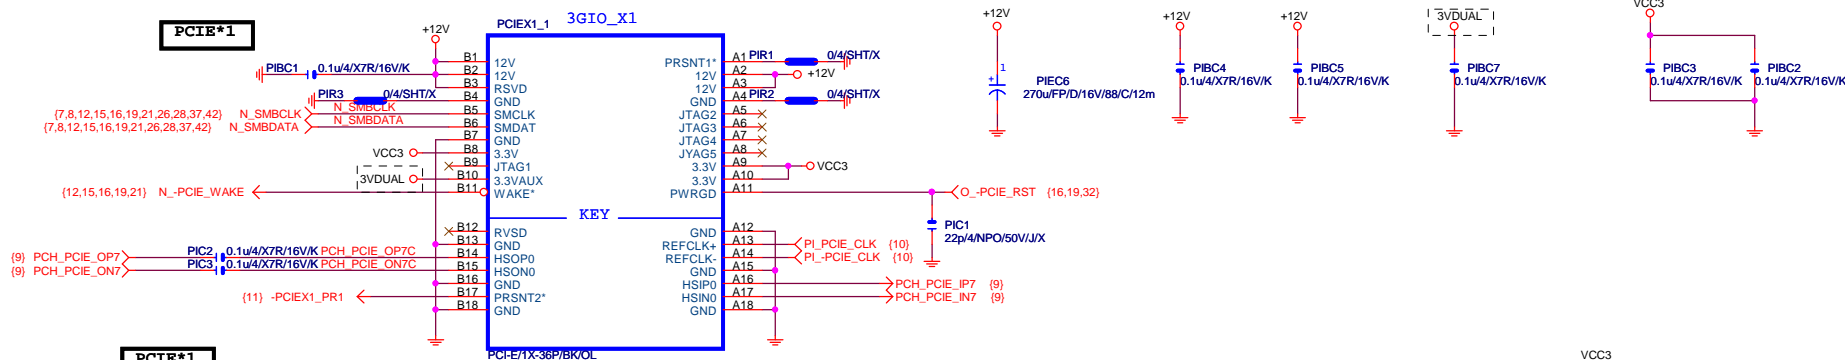 PCIE*1
PCIEX1_1
3GIO_X1
+12V
PIBC1 0.1u/4/X7R/16V/K
PIR3 0/4/SHT/X
{7,8,12,15,16,19,21,26,28,37,42} N_SMBCLK N_SMBCLK
{7,8,12,15,16,19,21,26,28,37,42} N_SMBDATA N_SMBDATA
VCC3
3VDUAL
{12,15,16,19,21} N_-PCIE_WAKE
{9} PCH_PCIE_OP7 PIC2 0.1u/4/X7R/16V/K PCH_PCIE_OP7C
{9} PCH_PCIE_ON7 PIC3 0.1u/4/X7R/16V/K PCH_PCIE_ON7C
{11} -PCIEX1_PR1
B1 12V
B2 12V
B3 RSVD
B4 GND
B5 SMCLK
B6 SMDAT
B7 GND
B8 3.3V
B9 JTAG1
B10 3.3VAUX
B11 WAKE*
KEY
B12 RVSD
B13 GND
B14 HSOP0
B15 HSON0
B16 GND
B17 PRSNT2*
B18 GND
PRSNT1* A1
12V A2
12V A3
GND A4
JTAG2 A5
JTAG3 A6
JTAG4 A7
JYAG5 A8
3.3V A9
3.3V A10
PWRGD A11
GND A12
REFCLK+ A13
REFCLK- A14
GND A15
HSIP0 A16
HSIN0 A17
GND A18
PCI-E/1X-36P/BK/OL
PIR1 0/4/SHT/X
+12V
PIR2 0/4/SHT/X
VCC3
O_-PCIE_RST {16,19,32}
PIC1
22p/4/NPO/50V/J/X
PI_PCIE_CLK {10}
PI_-PCIE_CLK {10}
PCH_PCIE_IP7 {9}
PCH_PCIE_IN7 {9}
+12V
1
+
PIEC6
270u/FP/D/16V/88/C/12m
+12V
PIBC4
0.1u/4/X7R/16V/K
+12V
PIBC5
0.1u/4/X7R/16V/K
3VDUAL
PIBC7
0.1u/4/X7R/16V/K
VCC3
PIBC3
0.1u/4/X7R/16V/K
PIBC2
0.1u/4/X7R/16V/K
PCIE*1
VCC3